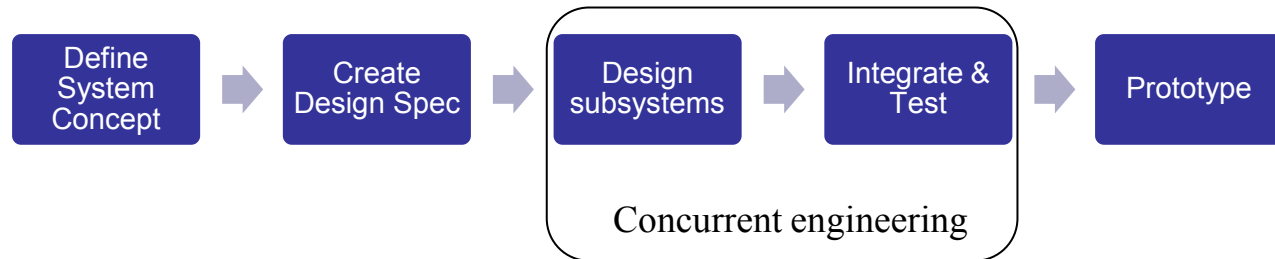 Define
System
Concept
Create
Design Spec
Design
subsystems
Integrate &
Test
Prototype
Concurrent engineering